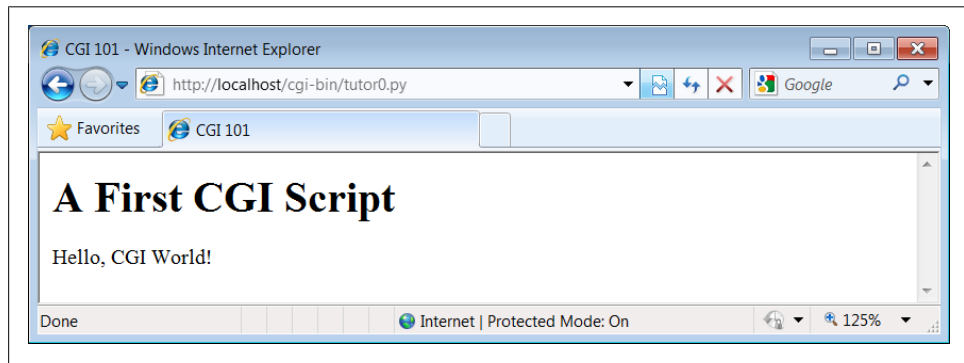 CGI 101 - Windows Internet Explorer
http://localhost/cgi-bin/tutor0.py
Google
Favorites
CGI 101
A First CGI Script
Hello, CGI World!
Done
Internet | Protected Mode: On
125%